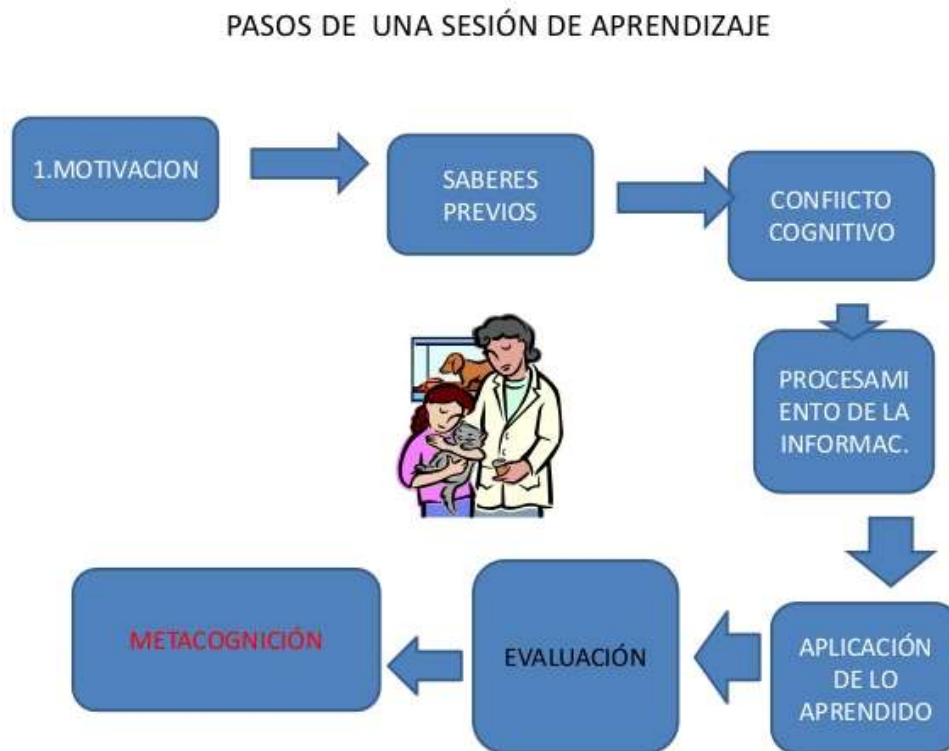 PASOS DE UNA SESIÓN DE APRENDIZAJE
1.MOTIVACION
SABERES
PREVIOS
CONFIICTO
COGNITIVO
PROCESAMI
ENTO DE LA
INFORMAC.
APLICACIÓN
DE LO
APRENDIDO
EVALUACIÓN
METACOGNICIÓN